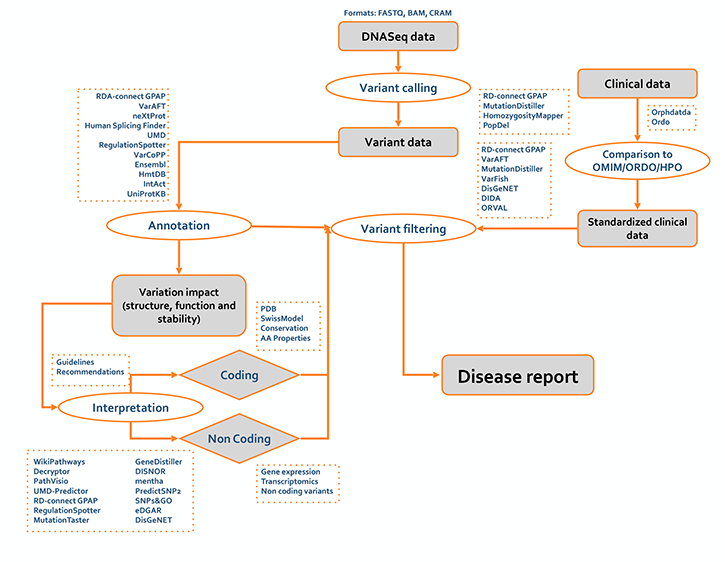 Formats: FASTQ, BAM, CRAM
DNASeq data
Variant calling
Variant data
RDA-connect GPAP
VarAFT
neXtProt
Human Splicing Finder
UMD
RegulationSpotter
VarCoPP
Ensembl
HmtDB
IntAct
UniProtKB
RD-connect GPAP
MutationDistiller
HomozygosityMapper
PopDel
Clinical data
Orphdatda
Ordo
RD-connect GPAP
VarAFT
MutationDistiller
VarFish
DisGeNET
DIDA
ORVAL
Comparison to
OMIM/ORDO/HPO
Annotation
Variant filtering
Standardized clinical
data
Variation impact
(structure, function and
stability)
PDB
SwissModel
Conservation
AA Properties
Guidelines
Recommendations
Coding
Disease report
Interpretation
Non Coding
WikiPathways
Decryptor
PathVisio
UMD-Predictor
RD-connect GPAP
RegulationSpotter
MutationTaster
GeneDistiller
DISNOR
mentha
PredictSNP2
SNPs&GO
eDGAR
DisGeNET
Gene expression
Transcriptomics
Non coding variants